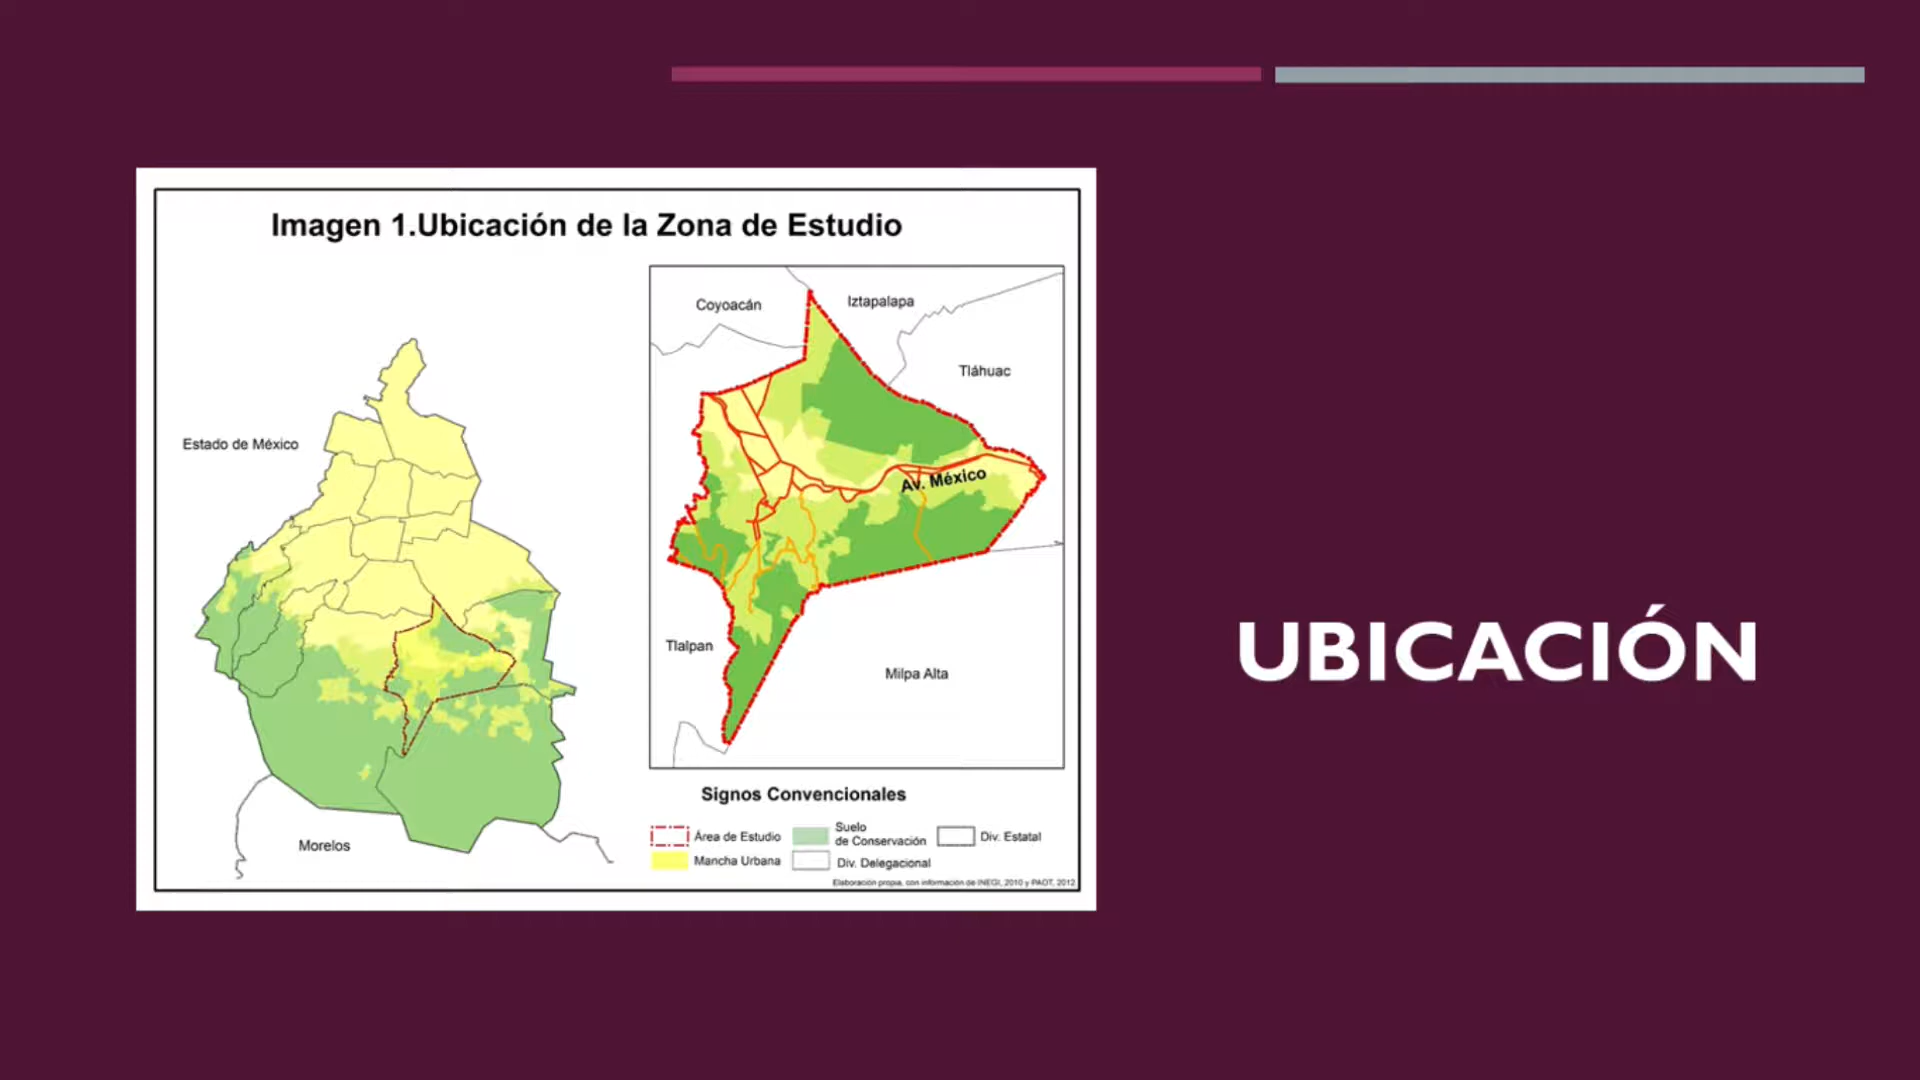 Imagen 1.Ubicación de la Zona de Estudio
Estado de México
Morelos
Coyoacán
Iztapalapa
Tláhuac
Av. México
Tlalpan
Milpa Alta
Signos Convencionales
Área de Estudio
Suelo
de Conservación
Div. Estatal
Mancha Urbana
Div. Delegacional
Elaboración propia, con información de INEGI, 2010 y PAOT, 2012
UBICACIÓN